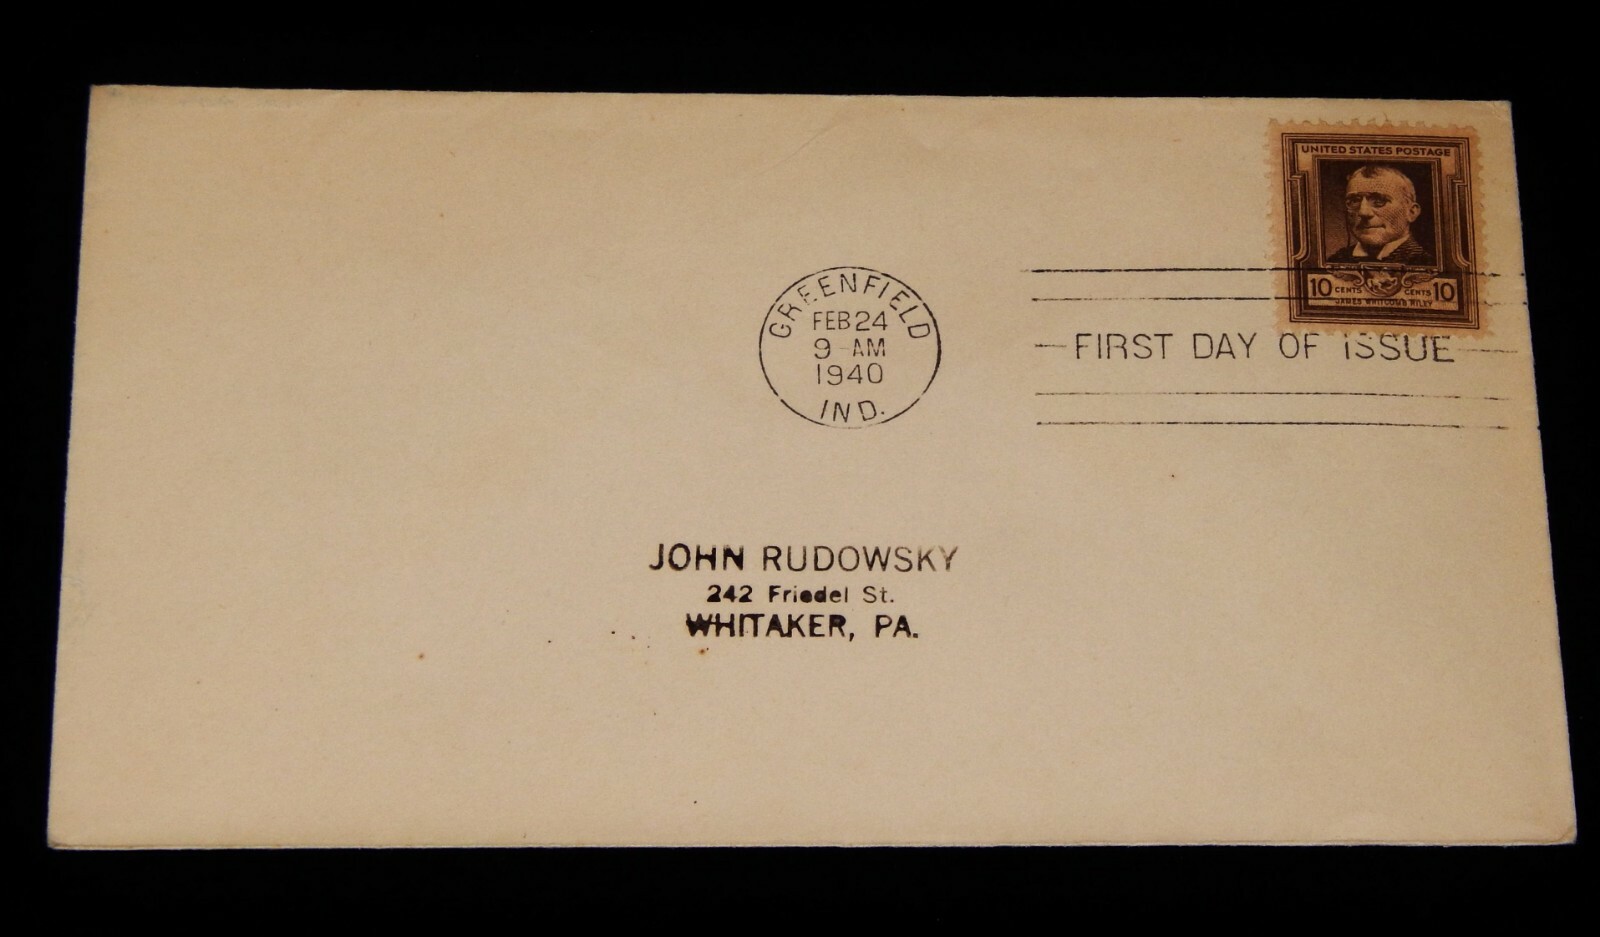 UNITED STATES POSTAGE
10 CENTS CENTS 10
JAMES WHITCOMB RILEY
GREENFIELD
FEB 24
9 AM
1940
IND.
FIRST DAY OF ISSUE
JOHN RUDOWSKY
242 Friedel St.
WHITAKER, PA.